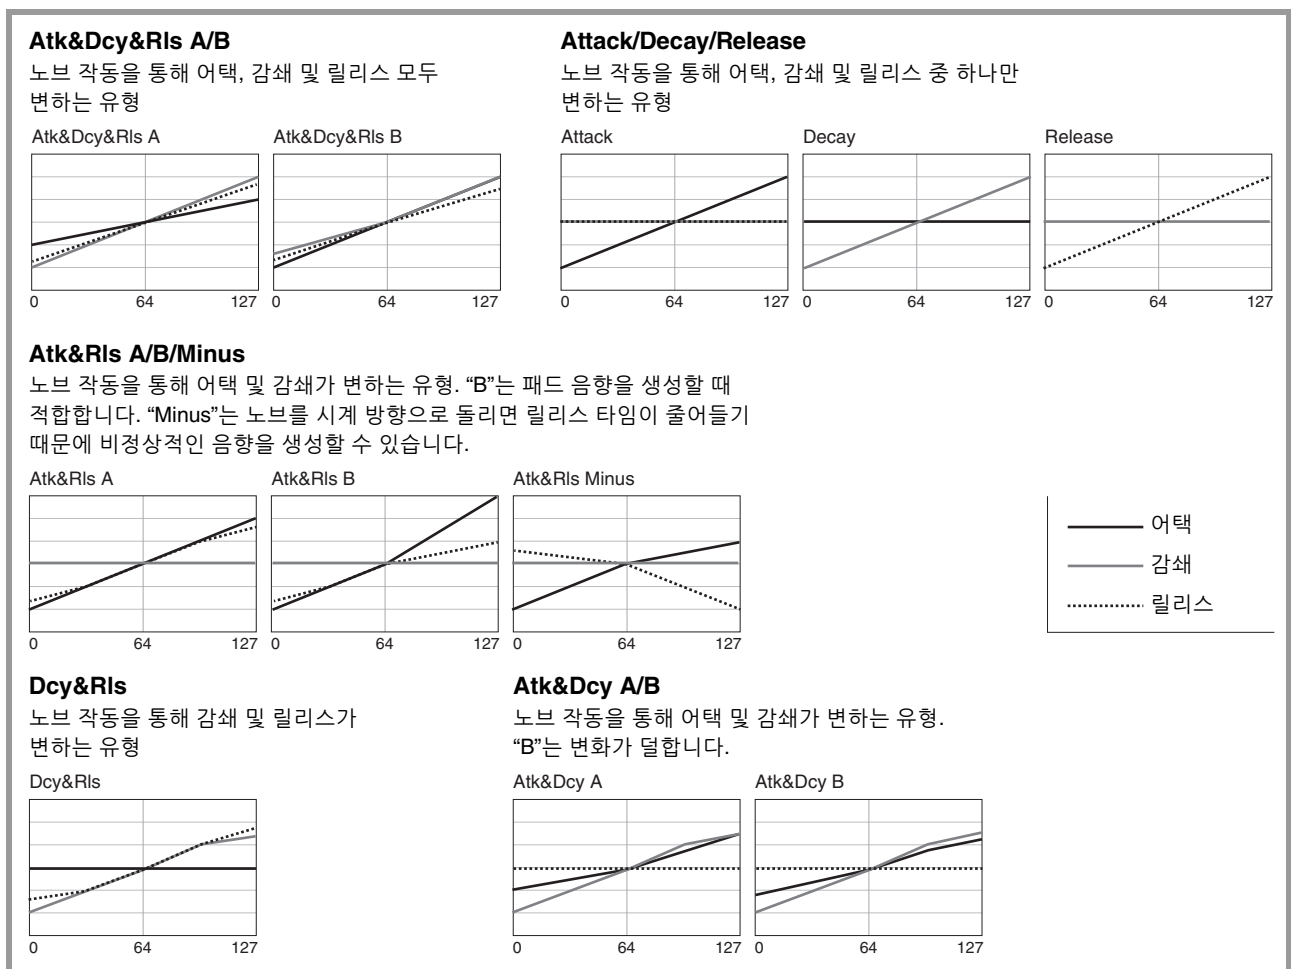 Atk&Dcy&Rls A/B
노브 작동을 통해 어택, 감쇄 및 릴리스 모두
변하는 유형
Atk&Dcy&Rls A
Atk&Dcy&Rls B
0 64 127
0 64 127
Attack/Decay/Release
노브 작동을 통해 어택, 감쇄 및 릴리스 중 하나만
변하는 유형
Attack
Decay
Release
0 64 127
0 64 127
0 64 127
Atk&Rls A/B/Minus
노브 작동을 통해 어택 및 감쇄가 변하는 유형. “B”는 패드 음향을 생성할 때
적합합니다. “Minus”는 노브를 시계 방향으로 돌리면 릴리스 타임이 줄어들기
때문에 비정상적인 음향을 생성할 수 있습니다.
Atk&Rls A
Atk&Rls B
Atk&Rls Minus
0 64 127
0 64 127
0 64 127
어택
감쇄
릴리스
Dcy&Rls
노브 작동을 통해 감쇄 및 릴리스가
변하는 유형
Dcy&Rls
0 64 127
Atk&Dcy A/B
노브 작동을 통해 어택 및 감쇄가 변하는 유형.
“B”는 변화가 덜합니다.
Atk&Dcy A
Atk&Dcy B
0 64 127
0 64 127